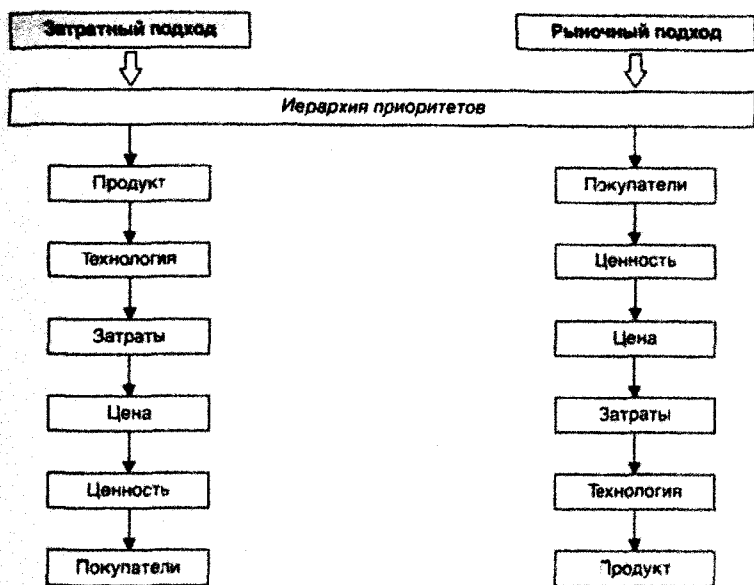 Затратный подход
Рыночный подход
Иерархия приоритетов
Продукт
Покупатели
Технология
Ценность
Затраты
Цена
Цена
Затраты
Ценность
Технология
Покупатели
Продукт